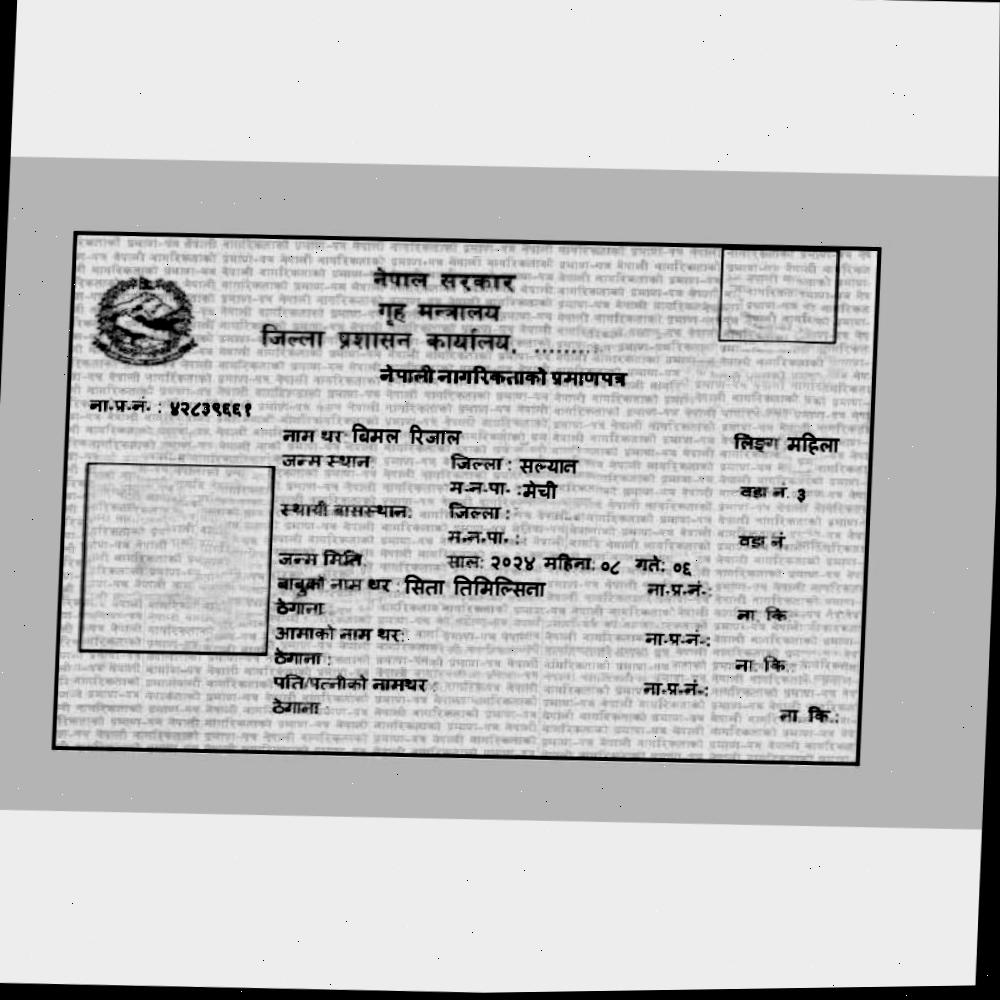 नेपाल सरकार
गृह मन्त्रालय
जिल्ला प्रशासन कार्यालय, .........
नेपाली नागरिकताको प्रमाणपत्र
ना.प्र.नं. : ४२८३९६६१
नाम थर बिमल रिजाल लिङ्ग महिला
जन्म स्थान जिल्ला : सल्यान
म.न.पा. : मेची वडा नं. ३
स्थायी बासस्थान: जिल्ला :
म.न.पा. : वडा नं
जन्म मिति साल: २०२४ महिना: ०८ गते: ०६
बाबुको नाम थर : सिता तिमिल्सिना ना.प्र.नं.:
ठेगाना : ना. कि
आमाको नाम थर: ना.प्र.नं.:
ठेगाना : ना. कि.:
पति/पत्नीको नामथर : ना.प्र.नं.:
ठेगाना : ना. कि.: